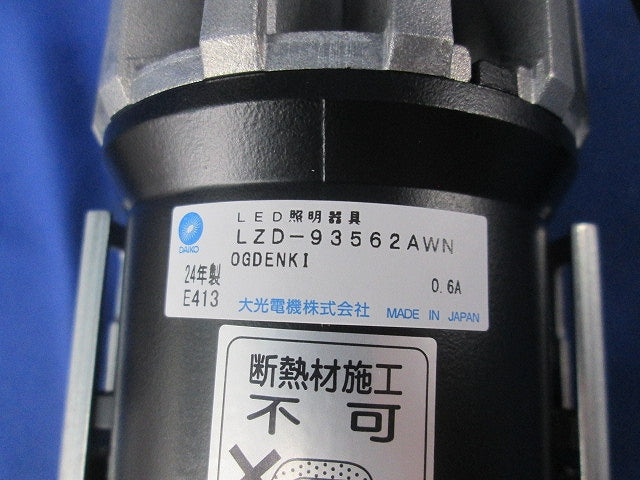 DAIKO
LED照明器具
LZD-93562AWN
OGDENKI
24年製
E413
0.6A
大光電機株式会社 MADE IN JAPAN
断熱材施工
不可